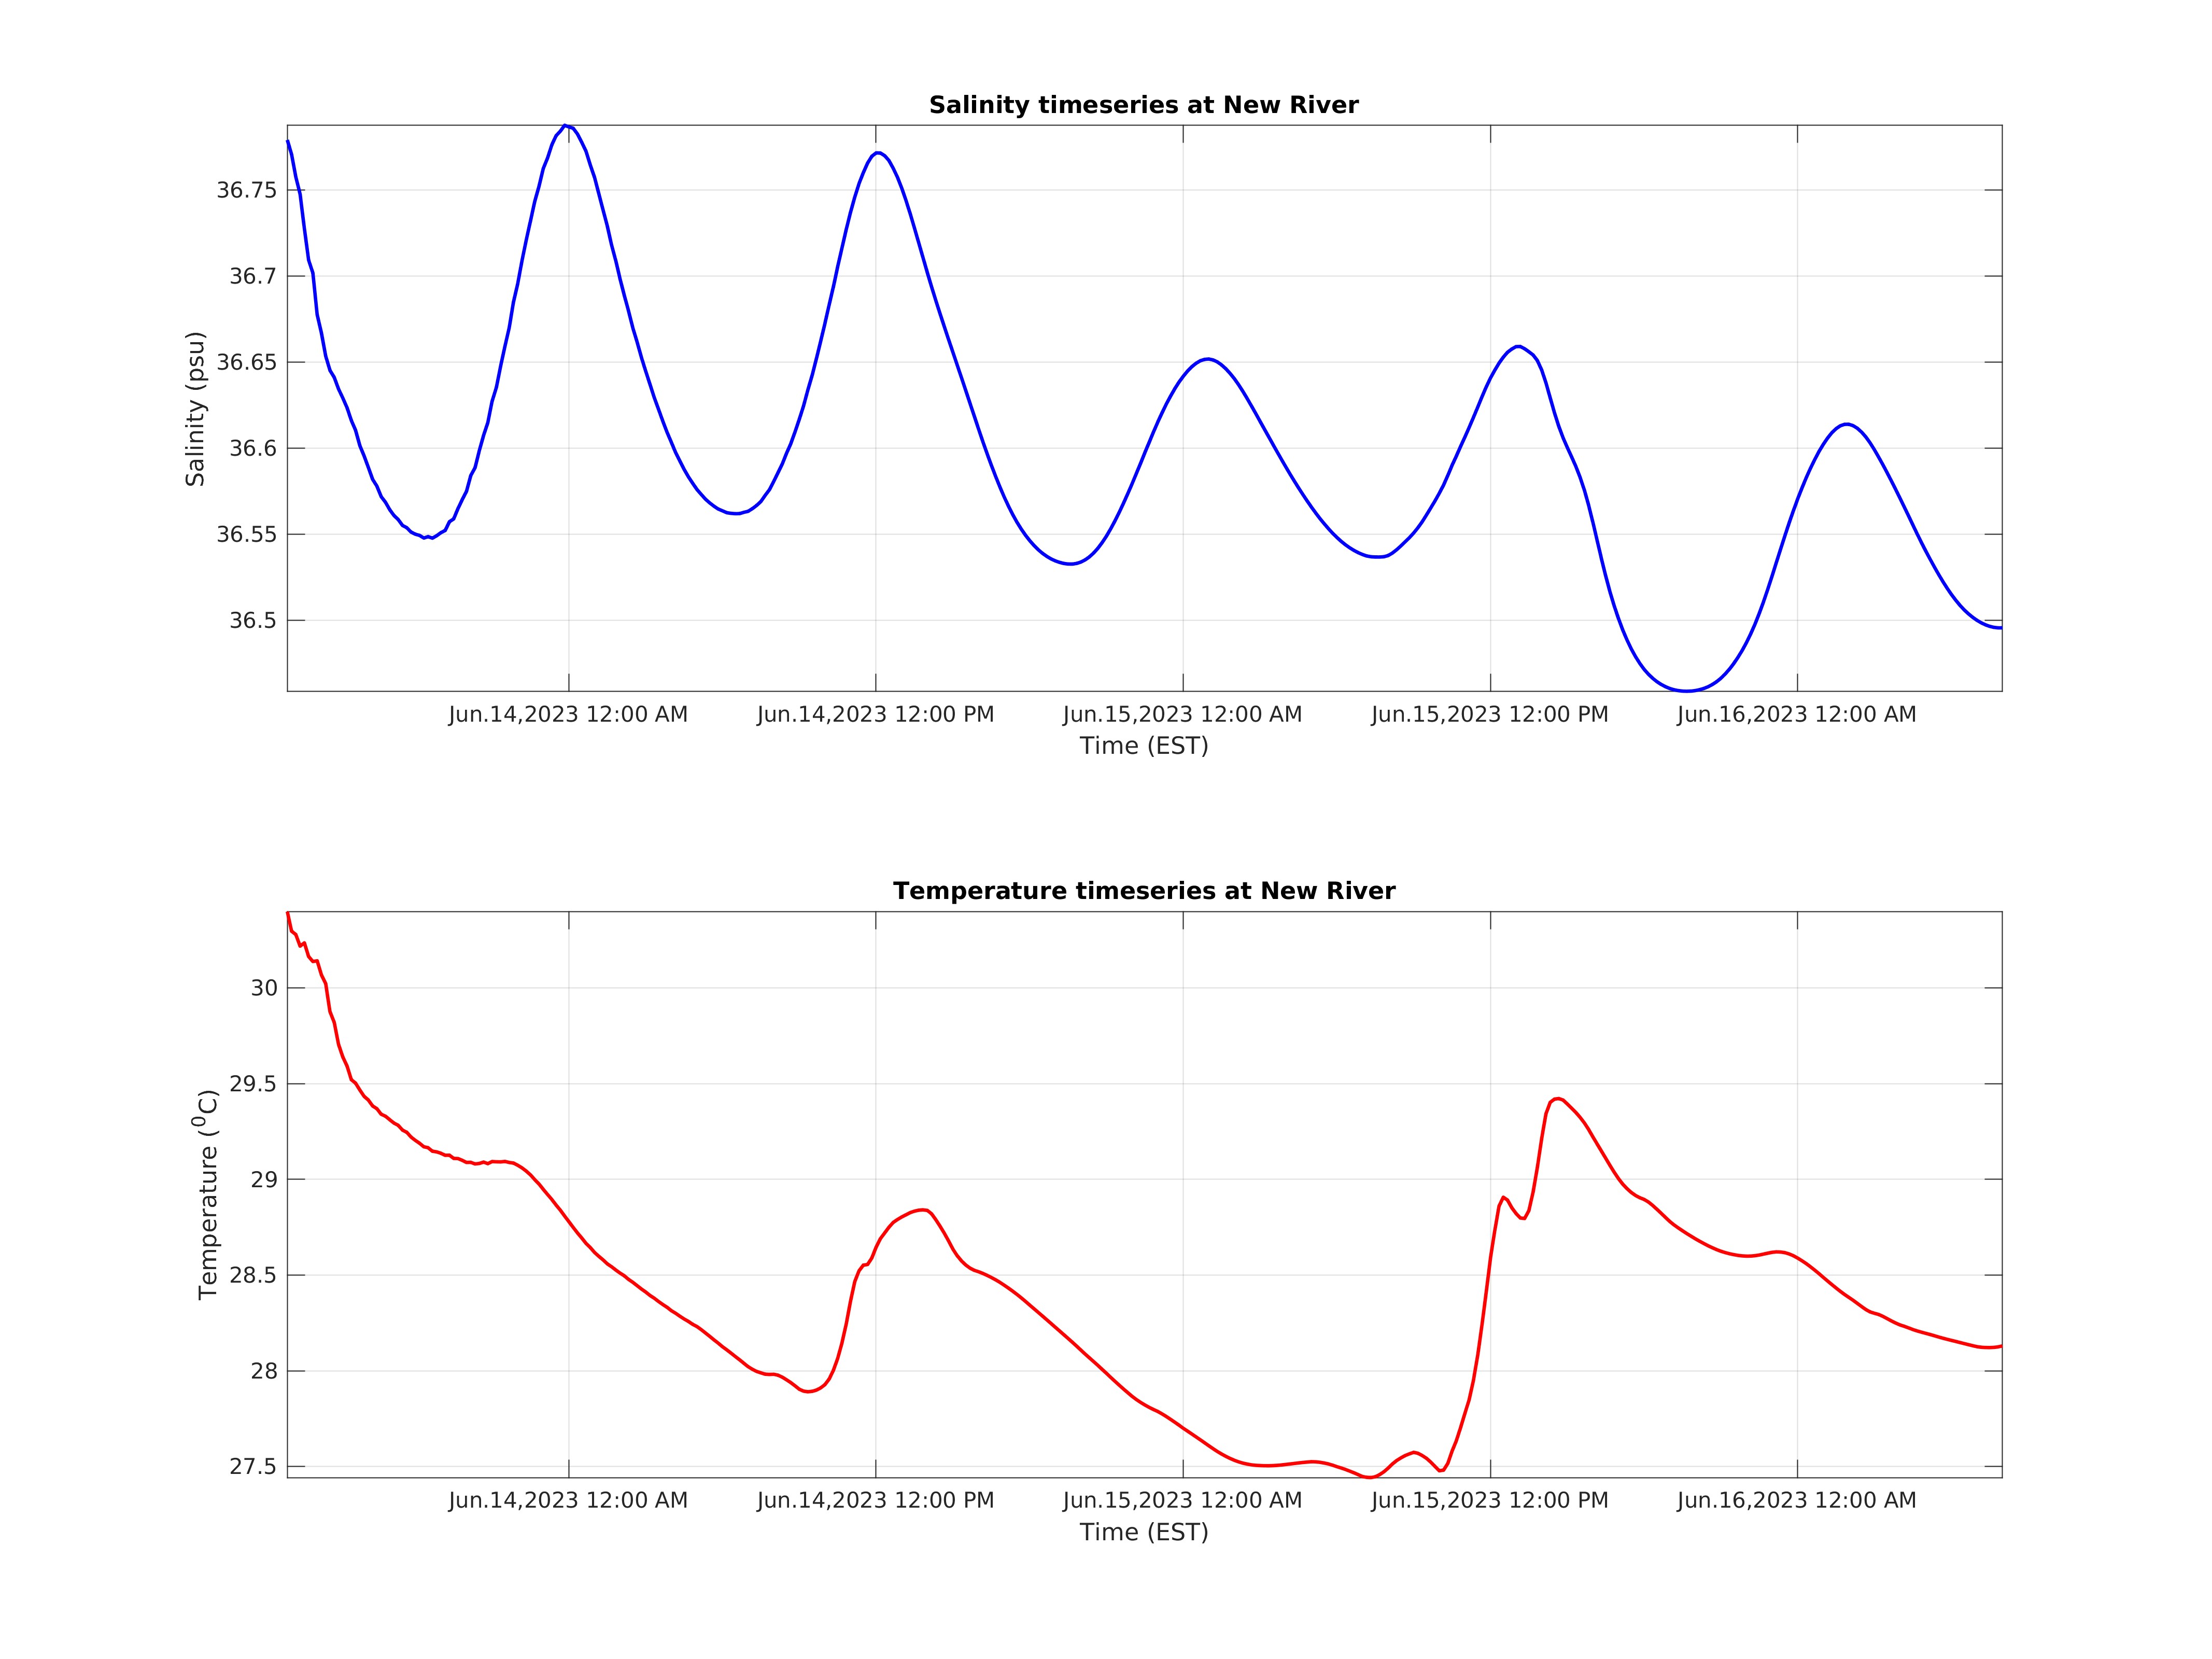 Salinity timeseries at New River
Salinity (psu)
36.75
36.7
36.65
36.6
36.55
36.5
Jun.14,2023 12:00 AM
Jun.14,2023 12:00 PM
Jun.15,2023 12:00 AM
Jun.15,2023 12:00 PM
Jun.16,2023 12:00 AM
Time (EST)
Temperature timeseries at New River
Temperature (⁰C)
30
29.5
29
28.5
28
27.5
Jun.14,2023 12:00 AM
Jun.14,2023 12:00 PM
Jun.15,2023 12:00 AM
Jun.15,2023 12:00 PM
Jun.16,2023 12:00 AM
Time (EST)